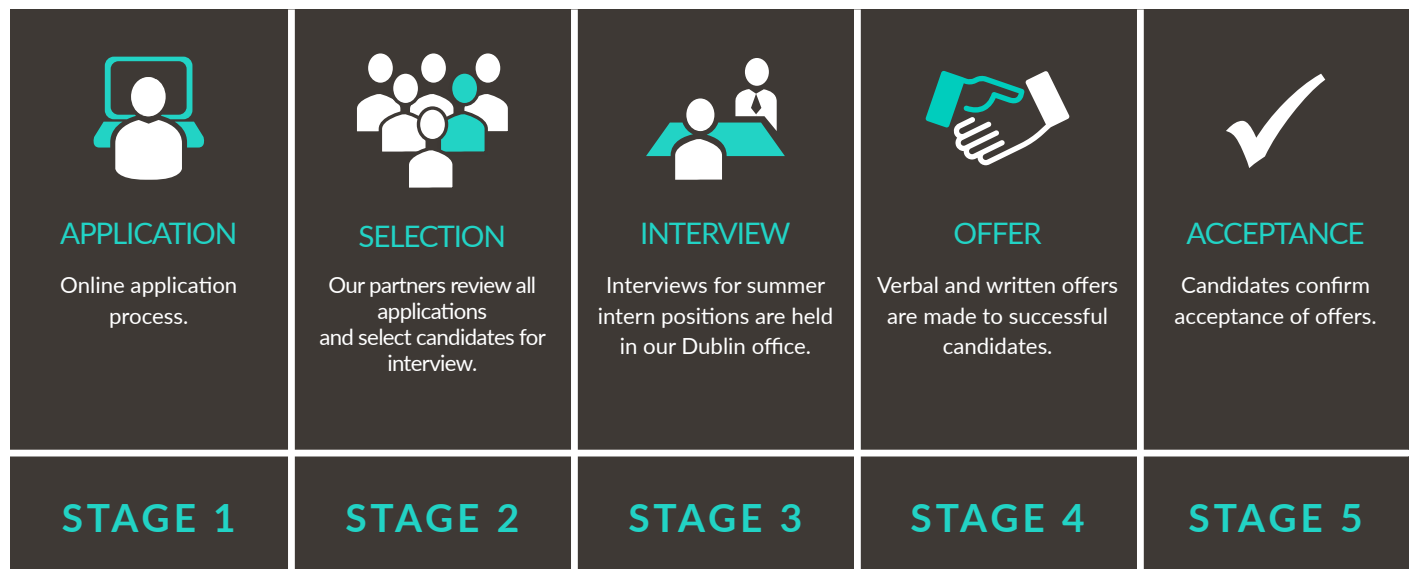 APPLICATION
Online application
process.
SELECTION
Our partners review all
applications
and select candidates for
interview.
INTERVIEW
Interviews for summer
intern positions are held
in our Dublin office.
OFFER
Verbal and written offers
are made to successful
candidates.
ACCEPTANCE
Candidates confirm
acceptance of offers.
STAGE 1
STAGE 2
STAGE 3
STAGE 4
STAGE 5